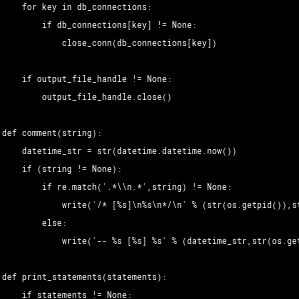 for key in db_connections:
if db_connections[key] != None:
close_conn(db_connections[key])
if output_file_handle != None:
output_file_handle.close()
def comment(string):
datetime_str = str(datetime.datetime.now())
if (string != None):
if re.match('.*\\n.*',string) != None:
write('/* [%s]\n%s\n*/\n' % (str(os.getpid()),st
else:
write('-- %s [%s] %s' % (datetime_str,str(os.get
def print_statements(statements):
if statements != None: